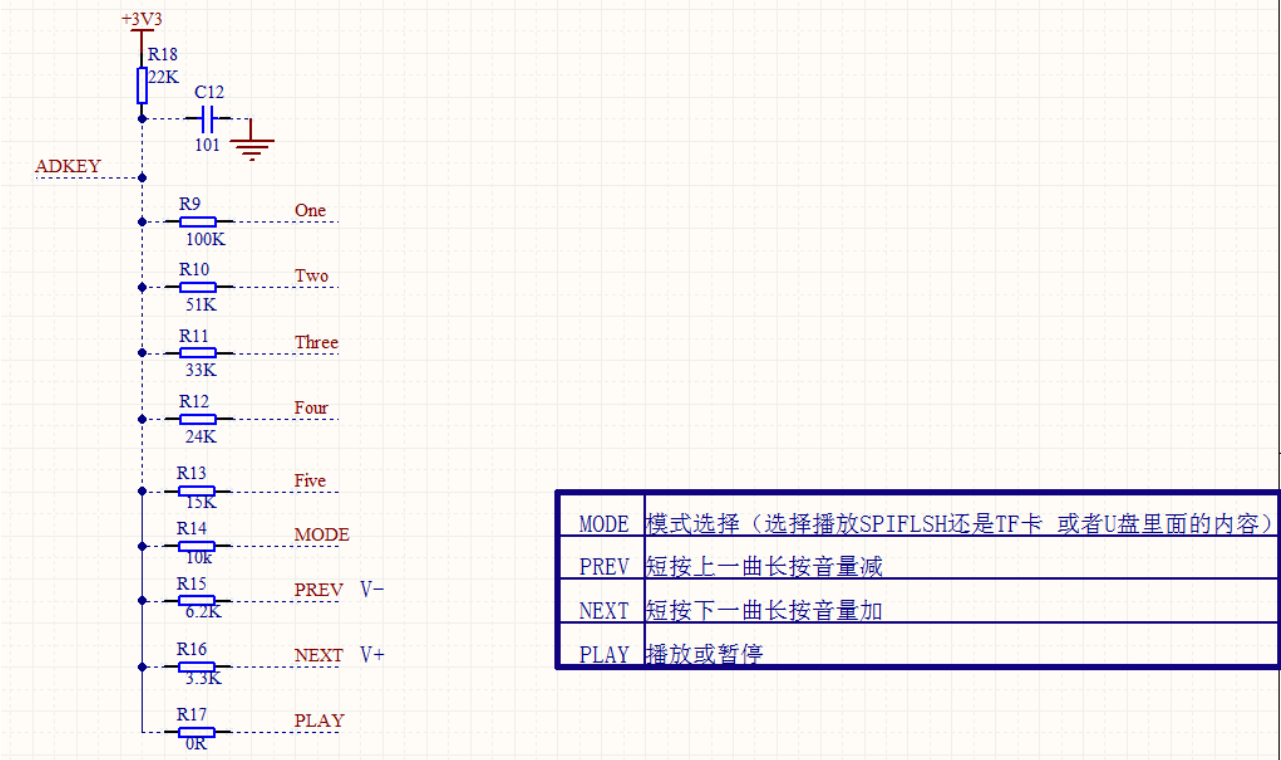 +3V3
R18
22K
C12
101
ADKEY
R9
One
100K
R10
Two
51K
R11
Three
33K
R12
Four
24K
R13
Five
15K
R14
MODE
10k
R15
PREV V-
6.2K
R16
NEXT V+
3.3K
R17
PLAY
0R
MODE 模式选择（选择播放SPIFLSH还是TF卡 或者U盘里面的内容）
PREV 短按上一曲长按音量减
NEXT 短按下一曲长按音量加
PLAY 播放或暂停